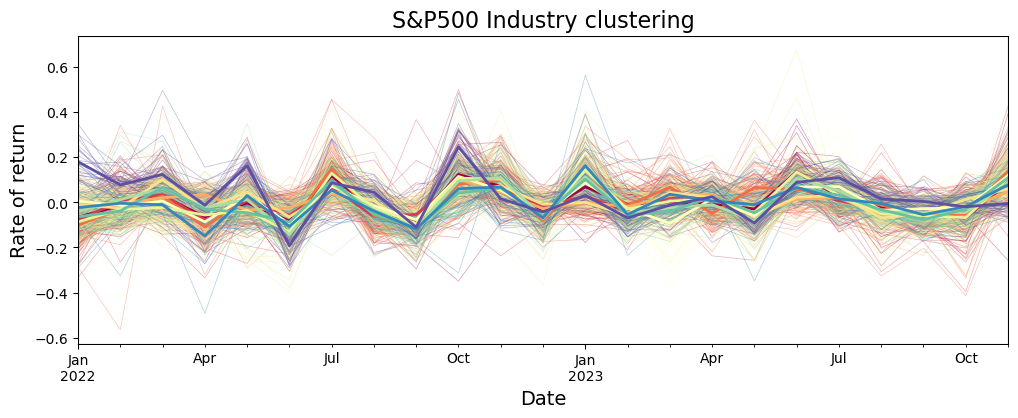 S&P500 Industry clustering
Rate of return
0.6
0.4
0.2
0.0
−0.2
−0.4
−0.6
Jan Apr Jul Oct Jan Apr Jul Oct
2022 2023
Date